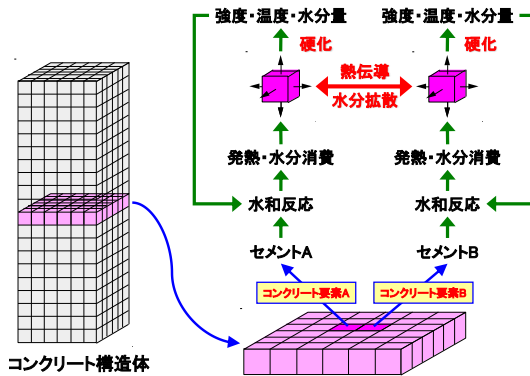 強度・温度・水分量
強度・温度・水分量
硬化
硬化
熱伝導
水分拡散
発熱・水分消費
発熱・水分消費
水和反応
水和反応
セメントA
セメントB
コンクリート要素A
コンクリート要素B
コンクリート構造体